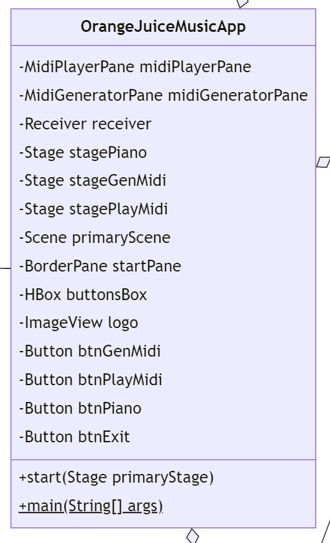 OrangeJuiceMusicApp
-MidiPlayerPane midiPlayerPane
-MidiGeneratorPane midiGeneratorPane
-Receiver receiver
-Stage stagePiano
-Stage stageGenMidi
-Stage stagePlayMidi
-Scene primaryScene
-BorderPane startPane
-HBox buttonsBox
-ImageView logo
-Button btnGenMidi
-Button btnPlayMidi
-Button btnPiano
-Button btnExit
+start(Stage primaryStage)
+main(String[] args)